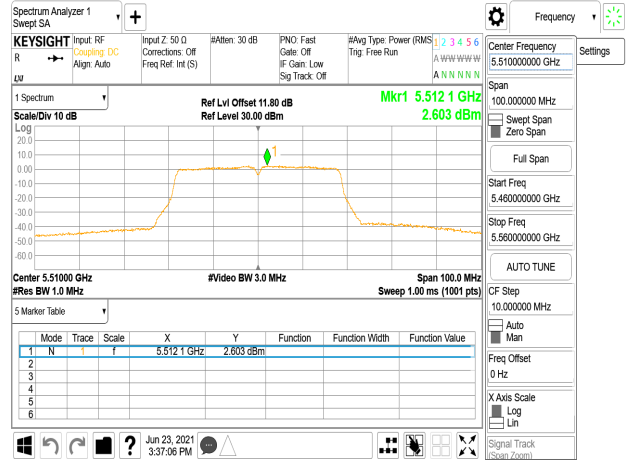 Spectrum Analyzer 1
Swept SA
Frequency
KEYSIGHT
R
Input: RF
Coupling: DC
Align: Auto
Input Z: 50 Ω
Corrections: Off
Freq Ref: Int (S)
#Atten: 30 dB
PNO: Fast
Gate: Off
IF Gain: Low
Sig Track: Off
#Avg Type: Power (RMS
Trig: Free Run
1 2 3 4 5 6
A W W W W W
A N N N N N
1 Spectrum
Scale/Div 10 dB
Ref Lvl Offset 11.80 dB
Ref Level 30.00 dBm
Mkr1 5.512 1 GHz
2.603 dBm
Log
20.0
10.0
0.00
-10.0
-20.0
-30.0
-40.0
-50.0
-60.0
1
Center 5.51000 GHz
#Res BW 1.0 MHz
#Video BW 3.0 MHz
Span 100.0 MHz
Sweep 1.00 ms (1001 pts)
5 Marker Table
Mode Trace Scale X Y Function Function Width Function Value
1 N 1 f 5.512 1 GHz 2.603 dBm
2
3
4
5
6
Jun 23, 2021
3:37:06 PM
Center Frequency
5.510000000 GHz
Settings
Span
100.000000 MHz
Swept Span
Zero Span
Full Span
Start Freq
5.460000000 GHz
Stop Freq
5.560000000 GHz
AUTO TUNE
CF Step
10.000000 MHz
Auto
Man
Freq Offset
0 Hz
X Axis Scale
Log
Lin
Signal Track
(Span Zoom)